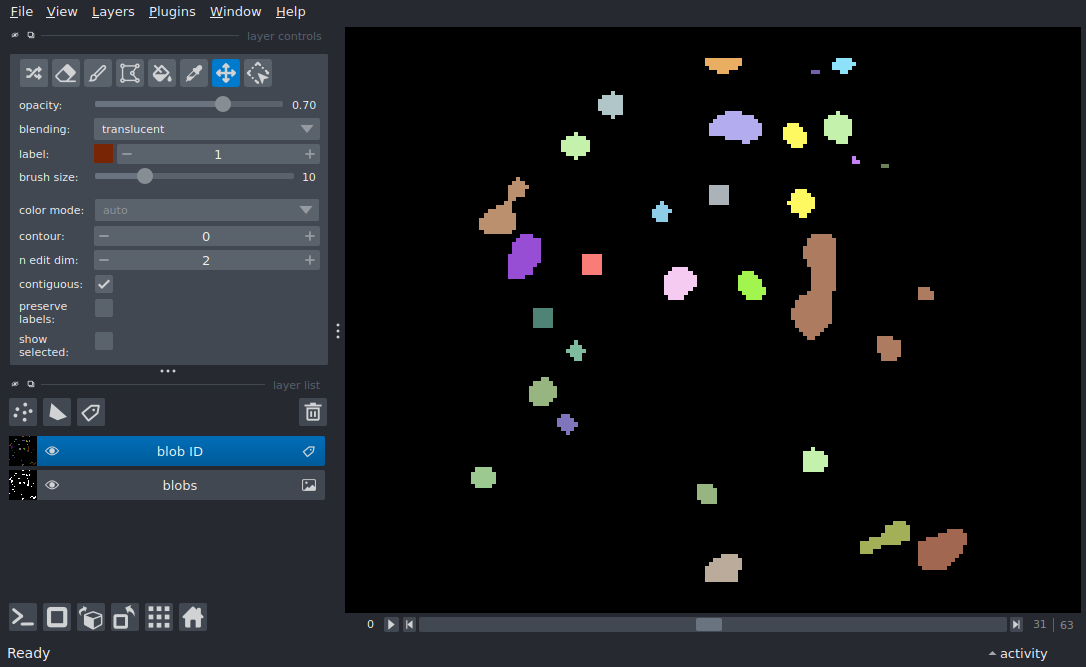 File View Layers Plugins Window Help
layer controls
opacity: 0.70
blending: translucent
label: 1
brush size: 10
color mode: auto
contour: 0
n edit dim: 2
contiguous:
preserve
labels:
show
selected:
layer list
blob ID
blobs
0 31 63
Ready activity